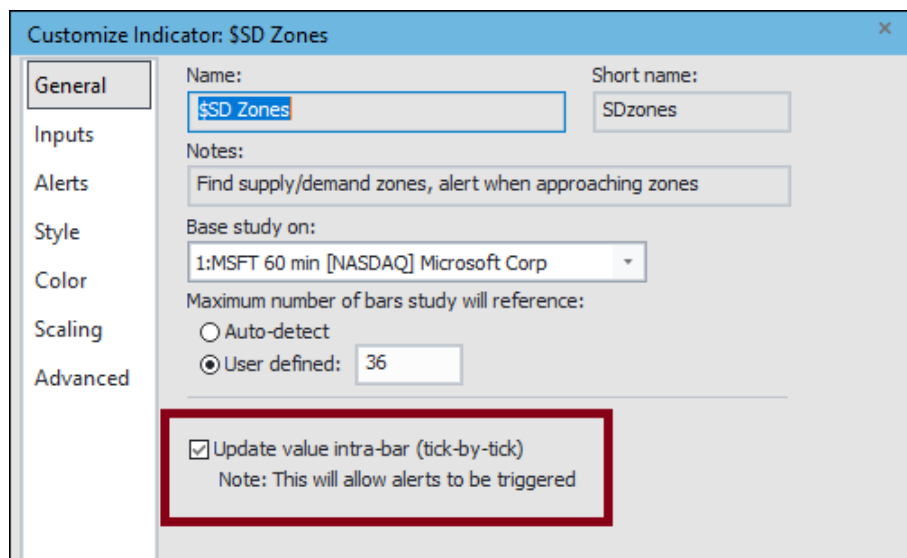 Customize Indicator: $SD Zones
General
Inputs
Alerts
Style
Color
Scaling
Advanced
Name:
Short name:
$SD Zones
SDzones
Notes:
Find supply/demand zones, alert when approaching zones
Base study on:
1:MSFT 60 min [NASDAQ] Microsoft Corp
Maximum number of bars study will reference:
Auto-detect
User defined: 36
Update value intra-bar (tick-by-tick)
Note: This will allow alerts to be triggered